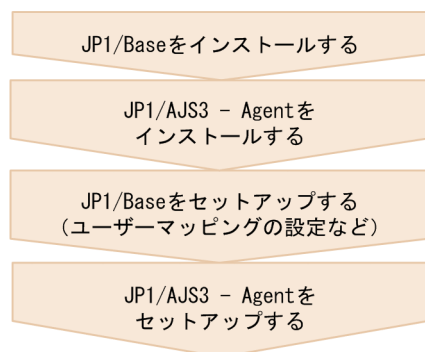 JP1/Baseをインストールする
JP1/AJS3 − Agentを
インストールする
JP1/Baseをセットアップする
（ユーザーマッピングの設定など）
JP1/AJS3 − Agentを
セットアップする